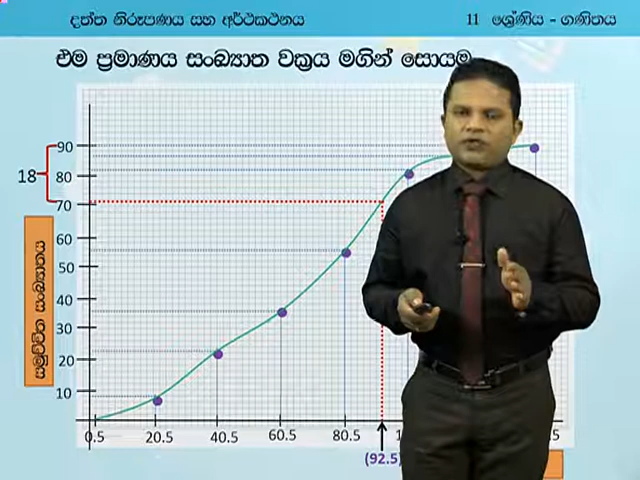 දත්ත නිරූපණය සහ අර්ථකථනය
11 ශ්‍රේණිය - ගණිතය
එම ප්‍රමාණය සංඛ්‍යාත වක්‍රය මගින් සොයමු
90
18
80
70
60
50
40
30
20
10
සමුච්චිත සංඛ්‍යාතය
0.5 20.5 40.5 60.5 80.5
(92.5)